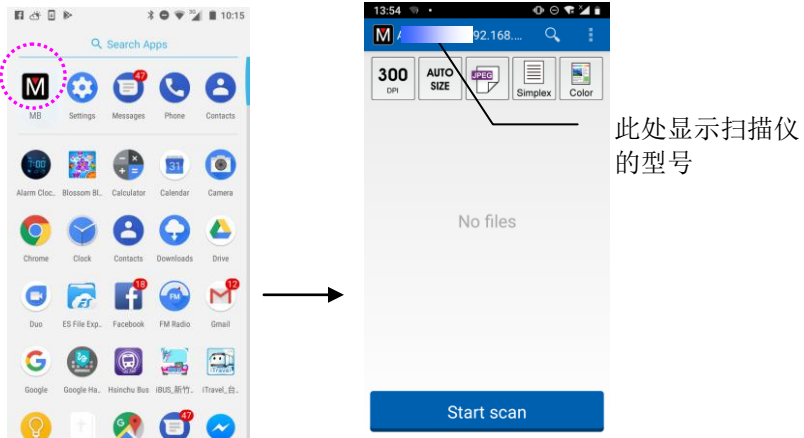 10:15
Search Apps
M
47
MB
Settings
Messages
Phone
Contacts
7:00
31
Alarm Cloc..
Blossom Bl..
Calculator
Calendar
Camera
Chrome
Clock
Contacts
Downloads
Drive
18
FM
12
Duo
ES File Exp..
Facebook
FM Radio
Gmail
Google
Google Ha..
Hsinchu Bus
iBUS_新竹..
iTravel_台..
47
13:54
M
92.168....
300
DPI
AUTO
SIZE
JPEG
Simplex
Color
No files
Start scan
此处显示扫描仪
的型号